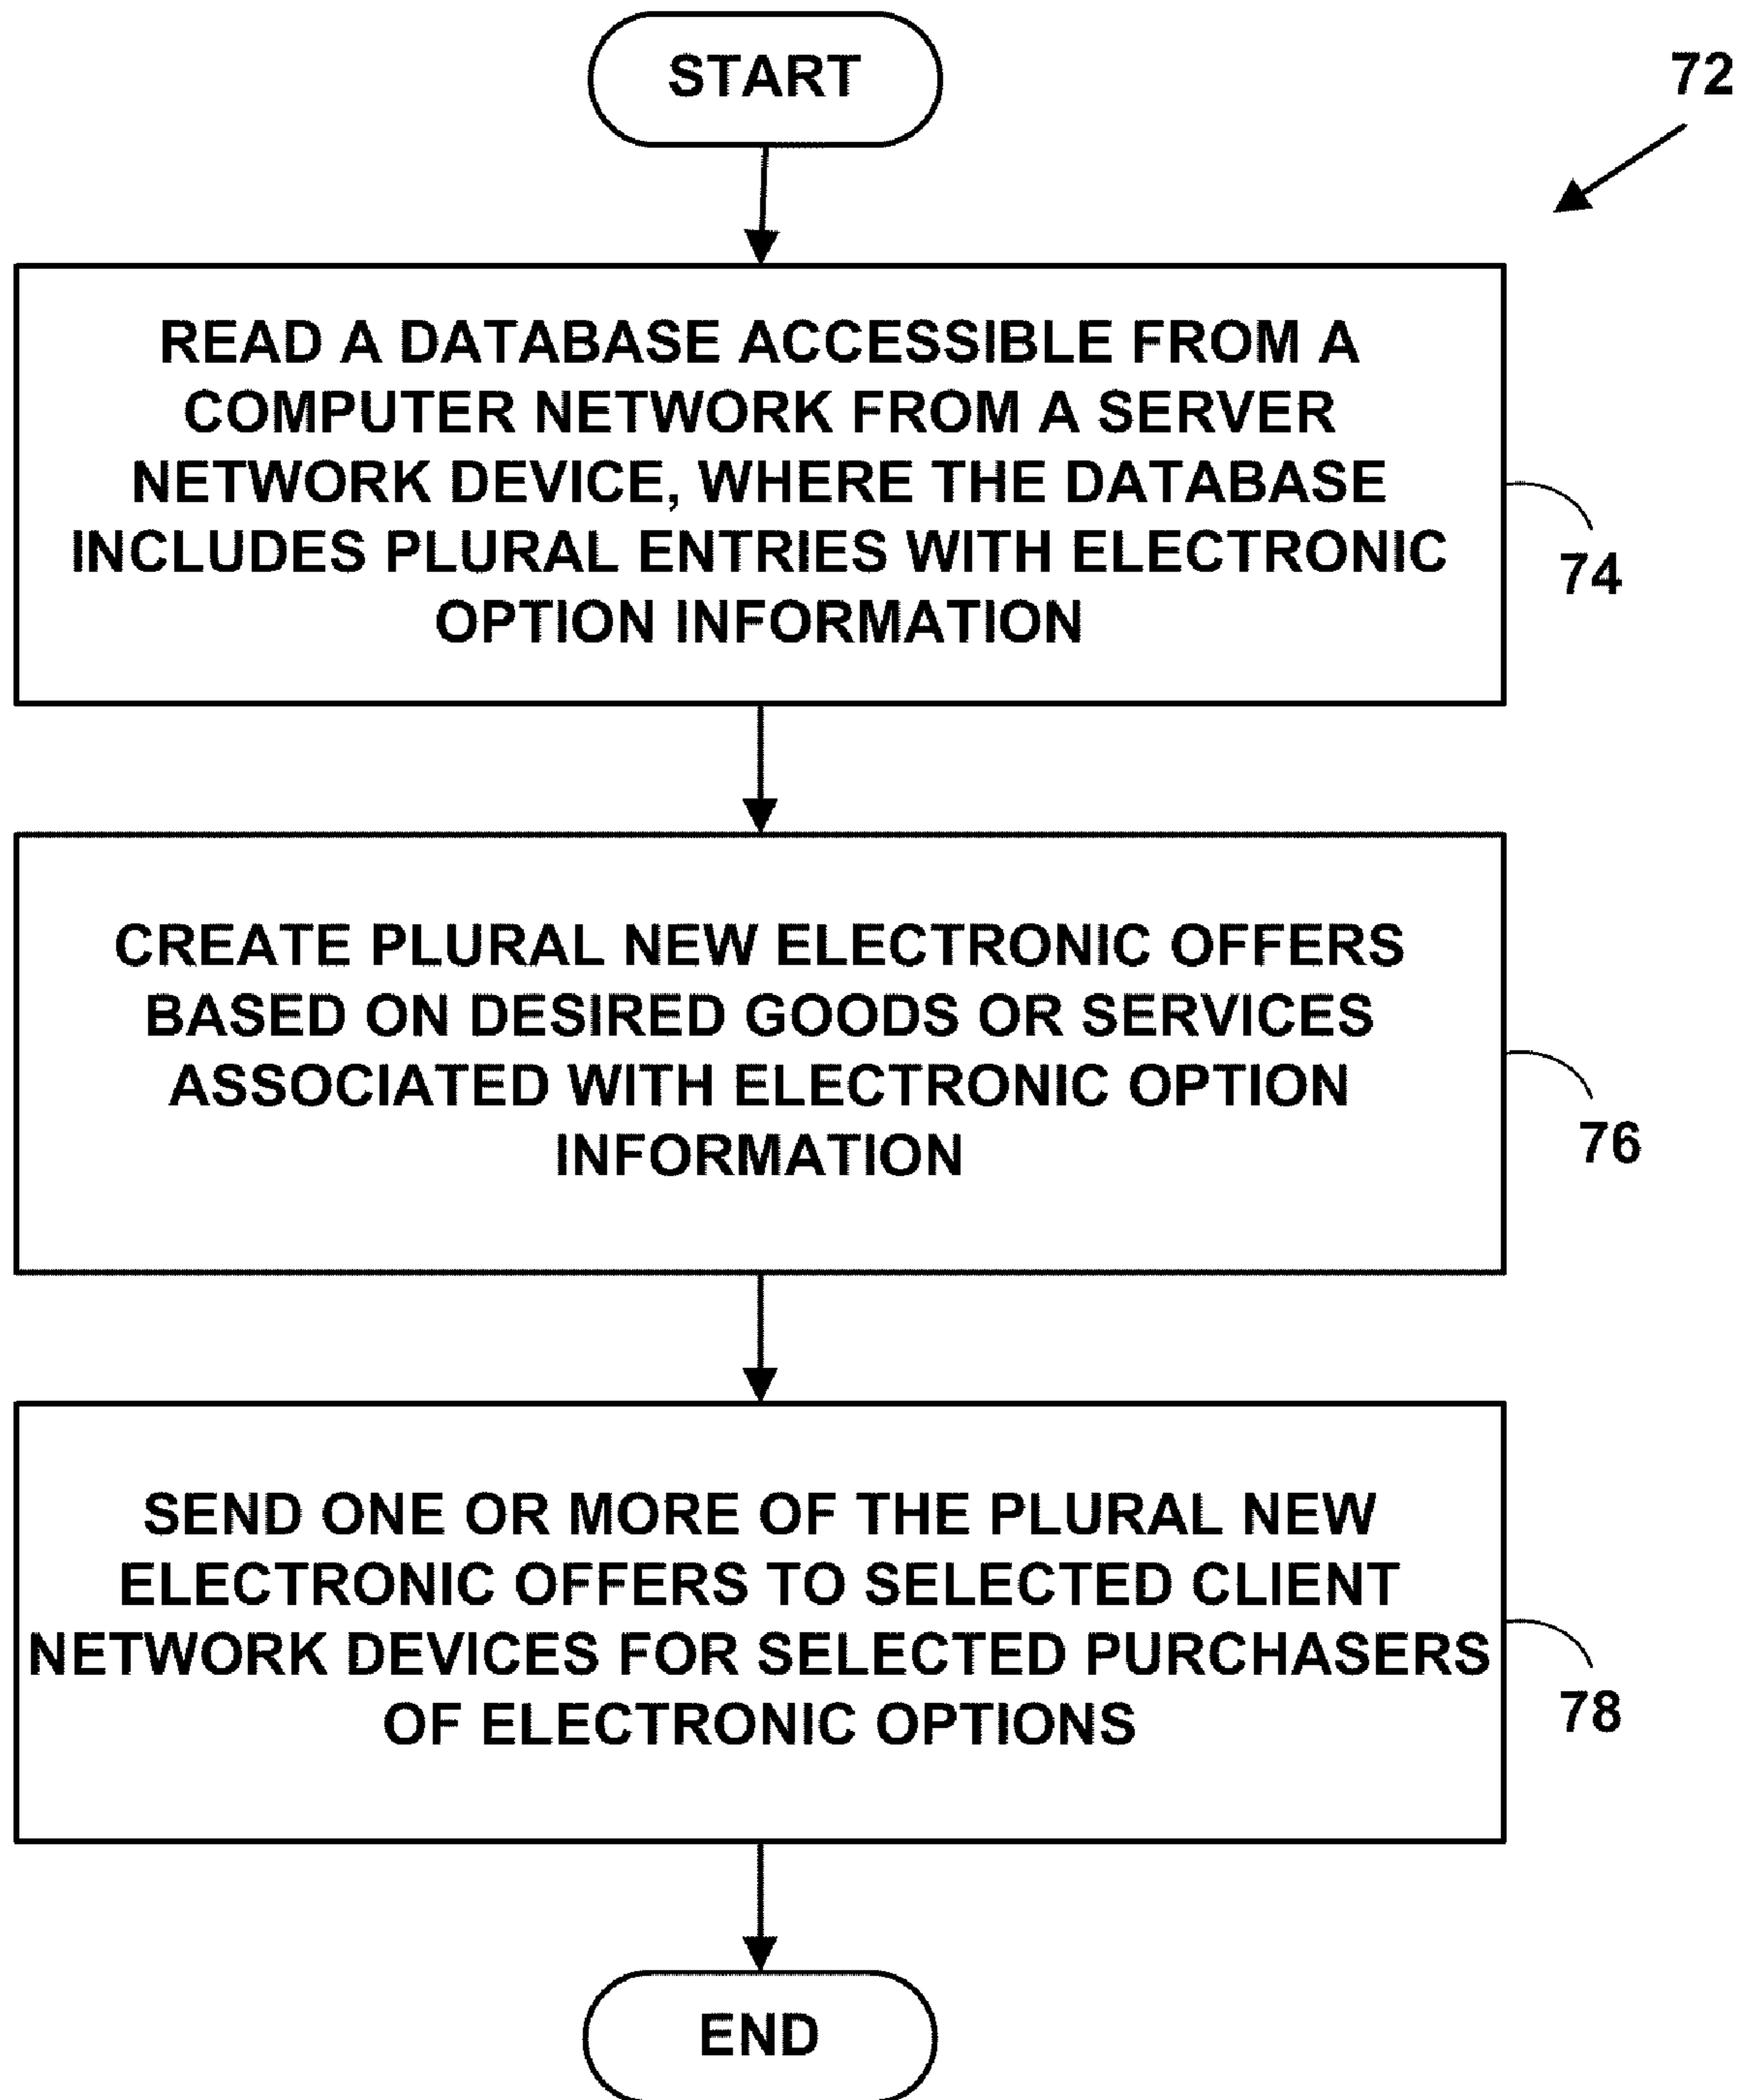 START
72
READ A DATABASE ACCESSIBLE FROM A
COMPUTER NETWORK FROM A SERVER
NETWORK DEVICE, WHERE THE DATABASE
INCLUDES PLURAL ENTRIES WITH ELECTRONIC
OPTION INFORMATION
74
CREATE PLURAL NEW ELECTRONIC OFFERS
BASED ON DESIRED GOODS OR SERVICES
ASSOCIATED WITH ELECTRONIC OPTION
INFORMATION
76
SEND ONE OR MORE OF THE PLURAL NEW
ELECTRONIC OFFERS TO SELECTED CLIENT
NETWORK DEVICES FOR SELECTED PURCHASERS
OF ELECTRONIC OPTIONS
78
END